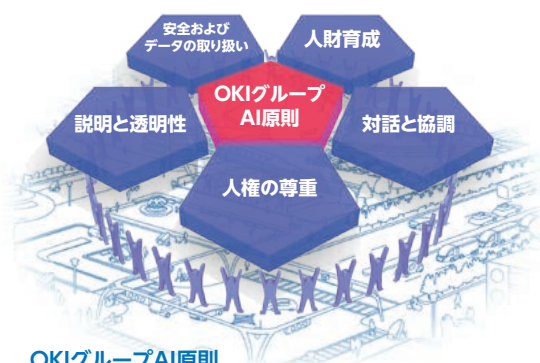 安全および
データの取り扱い
人財育成
OKIグループ
AI原則
説明と透明性
対話と協調
人権の尊重
OKIグループAI原則